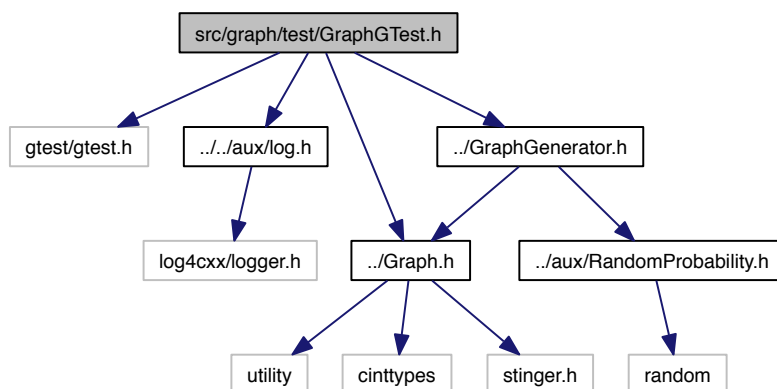 src/graph/test/GraphGTest.h
gtest/gtest.h
../../aux/log.h
../GraphGenerator.h
log4cxx/logger.h
../Graph.h
../aux/RandomProbability.h
utility
cinttypes
stinger.h
random